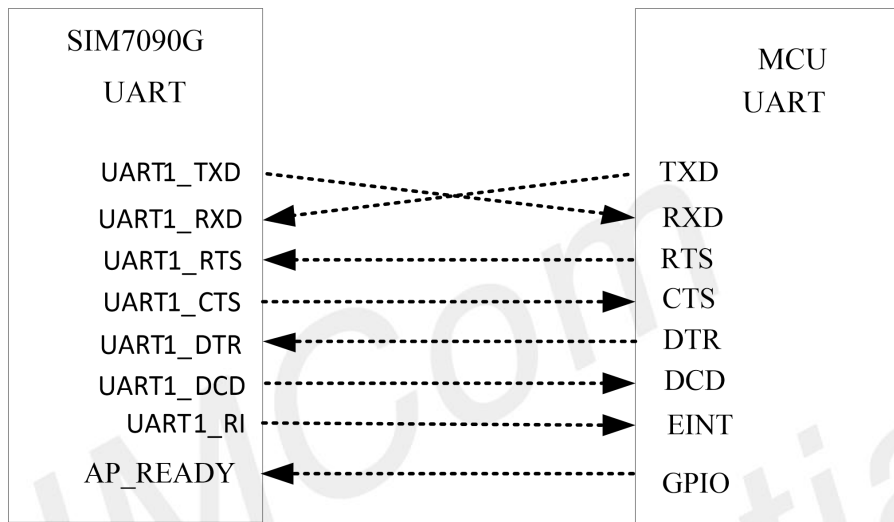 SIM7090G
UART
MCU
UART
UART1_TXD TXD
UART1_RXD RXD
UART1_RTS RTS
UART1_CTS CTS
UART1_DTR DTR
UART1_DCD DCD
UART1_RI EINT
AP_READY GPIO